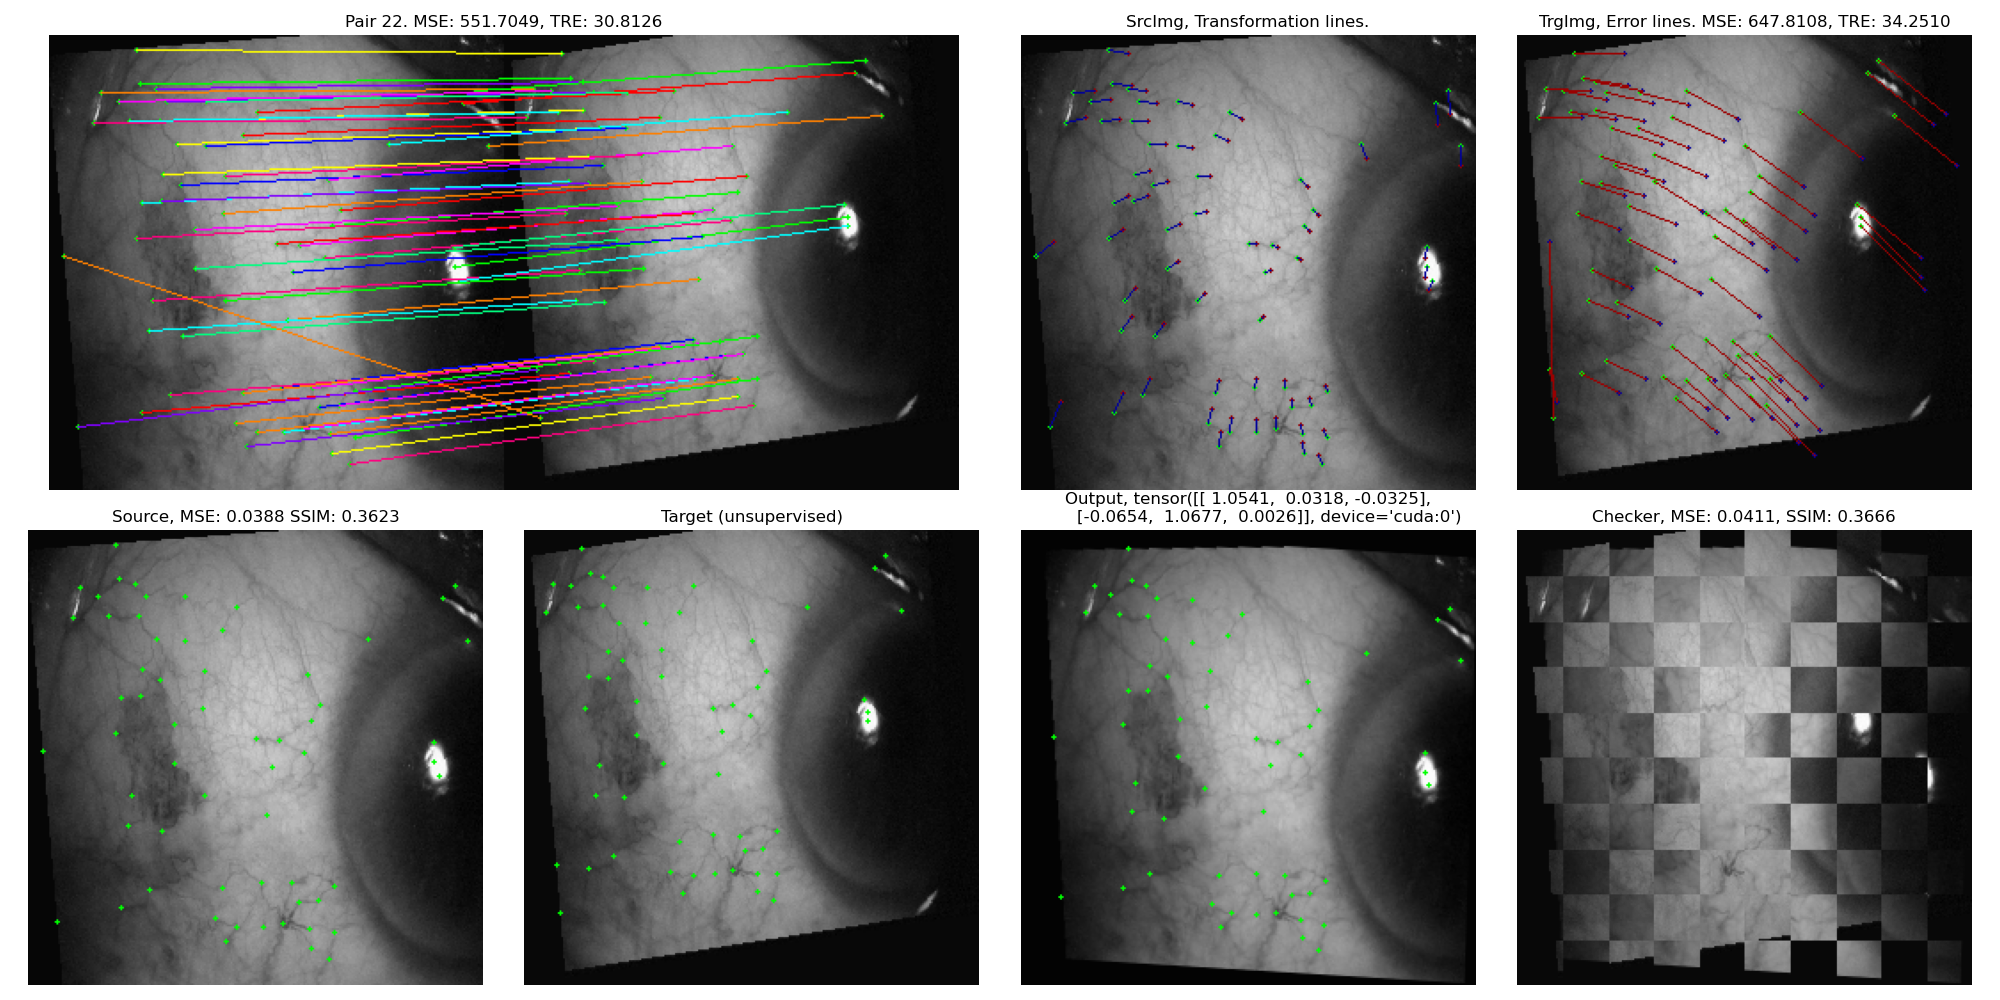 Pair 22. MSE: 551.7049, TRE: 30.8126
SrcImg, Transformation lines.
TrgImg, Error lines. MSE: 647.8108, TRE: 34.2510
Source, MSE: 0.0388 SSIM: 0.3623
Target (unsupervised)
Output, tensor([[ 1.0541,  0.0318, -0.0325],
[-0.0654,  1.0677,  0.0026]], device='cuda:0')
Checker, MSE: 0.0411, SSIM: 0.3666